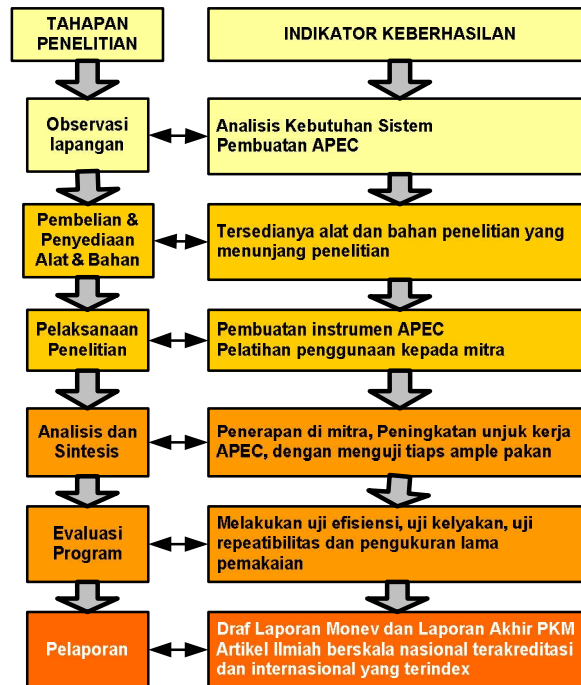 TAHAPAN
PENELITIAN
INDIKATOR KEBERHASILAN
Observasi
lapangan
Analisis Kebutuhan Sistem
Pembuatan APEC
Pembelian &
Penyediaan
Alat & Bahan
Tersedianya alat dan bahan penelitian yang
menunjang penelitian
Pelaksanaan
Penelitian
Pembuatan instrumen APEC
Pelatihan penggunaan kepada mitra
Analisis dan
Sintesis
Penerapan di mitra, Peningkatan unjuk kerja
APEC, dengan menguji tiaps ample pakan
Evaluasi
Program
Melakukan uji efisiensi, uji kelyakan, uji
repeatibilitas dan pengukuran lama
pemakaian
Pelaporan
Draf Laporan Monev dan Laporan Akhir PKM
Artikel Ilmiah berskala nasional terakreditasi
dan internasional yang terindex